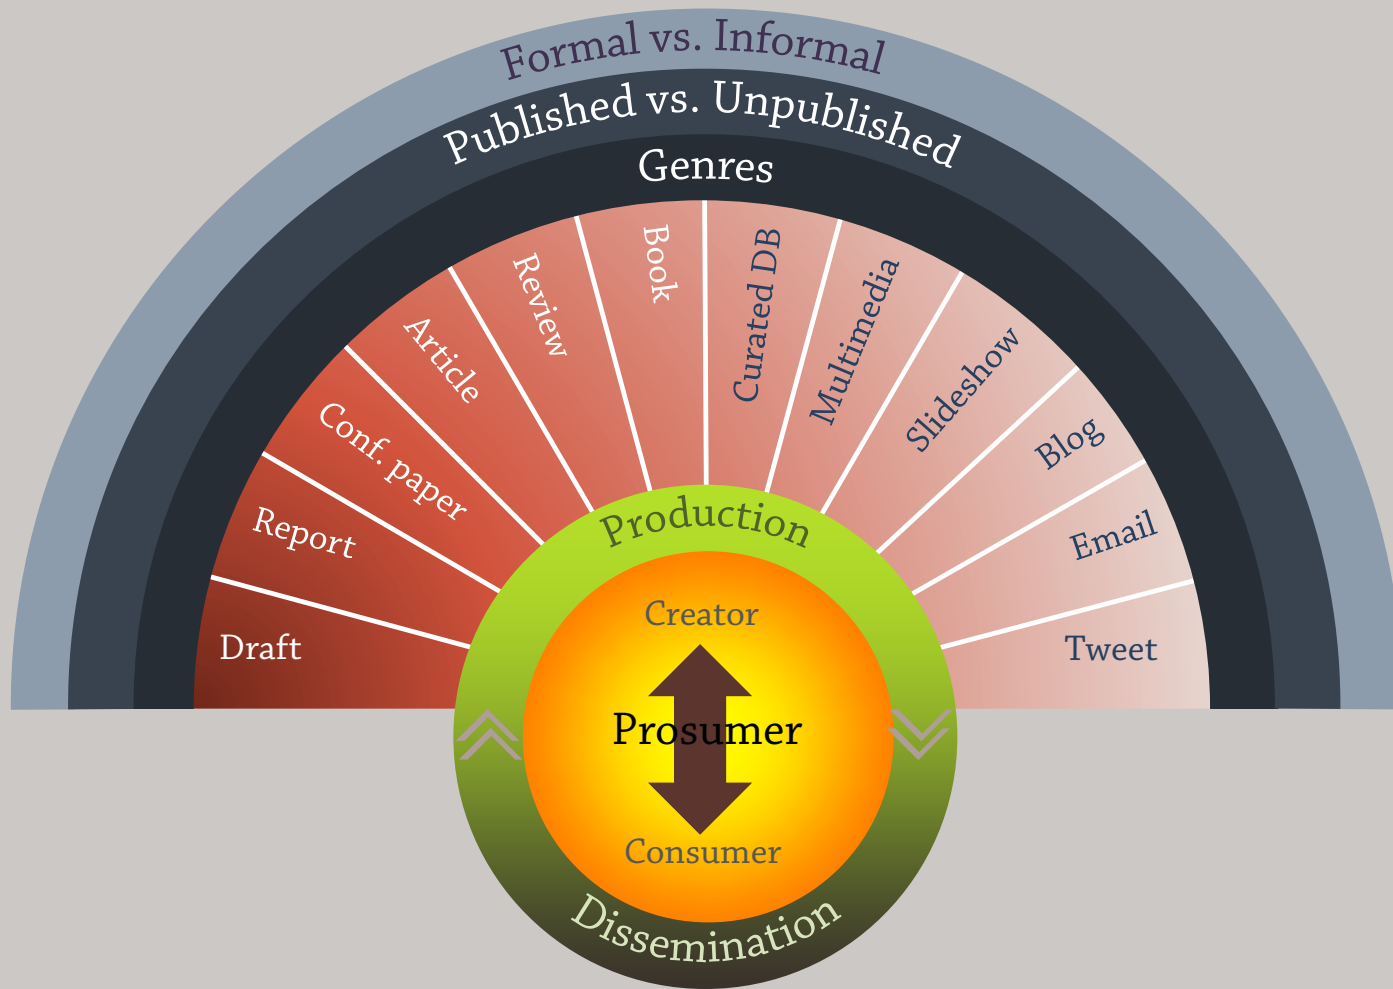 Formal vs. Informal
Published vs. Unpublished
Genres
Draft
Report
Conf. paper
Article
Review
Book
Curated DB
Multimedia
Slideshow
Blog
Email
Tweet
Production
Creator
Prosumer
Consumer
Dissemination